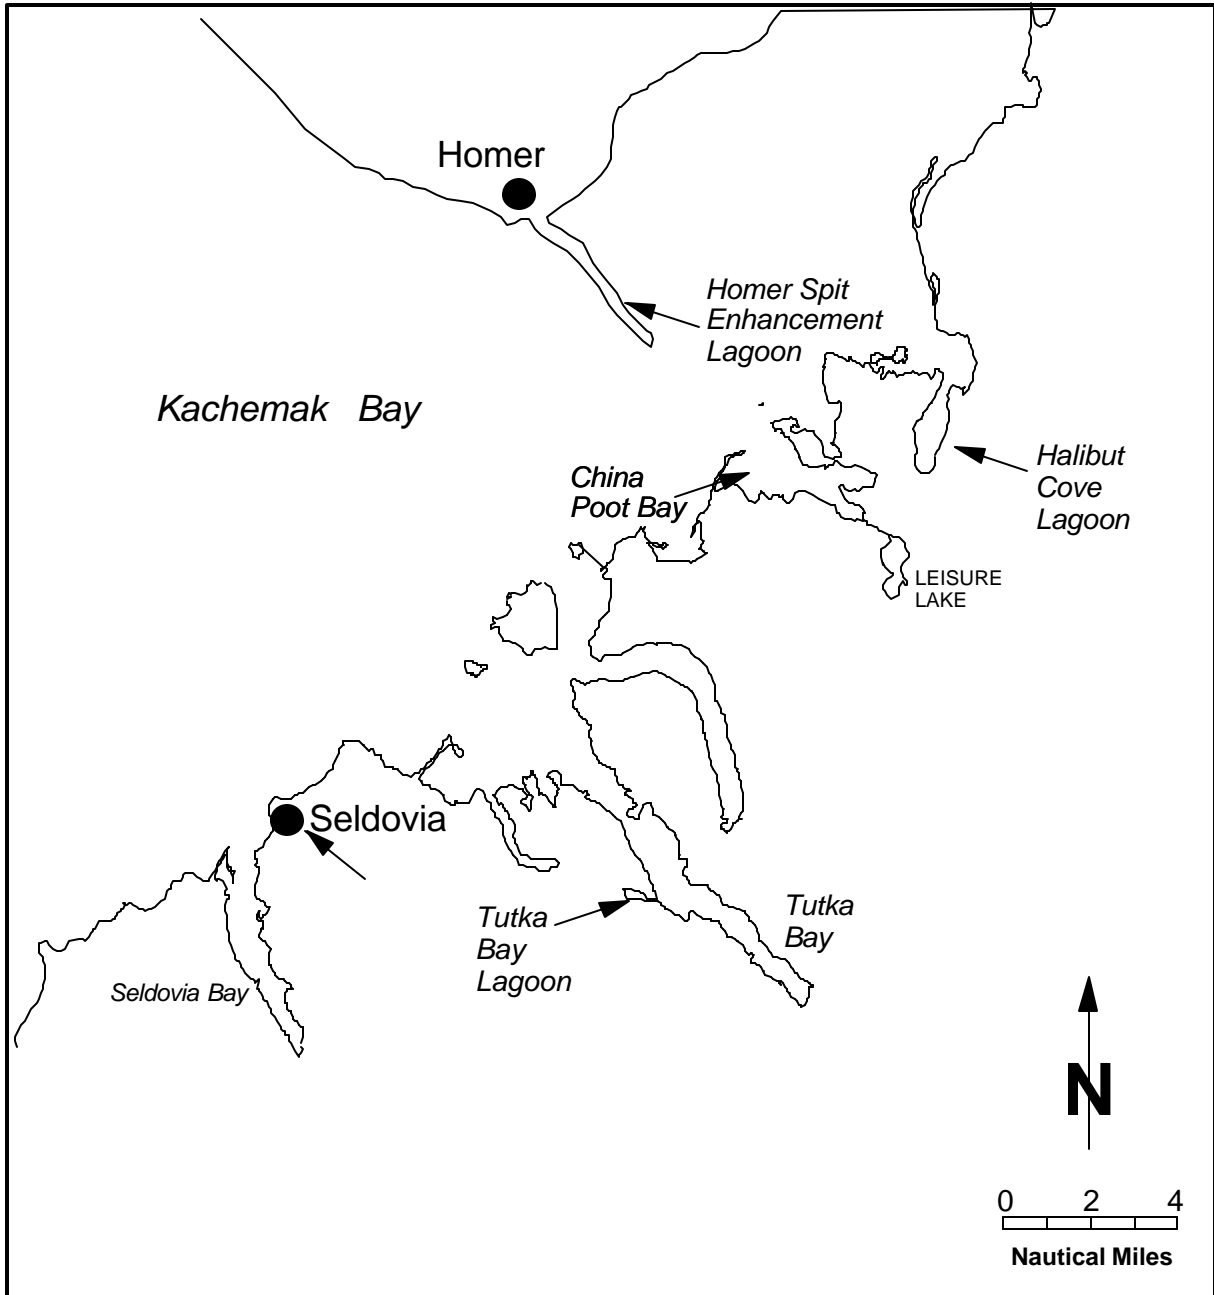 Homer
Homer Spit
Enhancement
Lagoon
Kachemak Bay
China
Poot Bay
Halibut
Cove
Lagoon
LEISURE
LAKE
Seldovia
Tutka
Bay
Lagoon
Tutka
Bay
Seldovia Bay
N
0 2 4
Nautical Miles